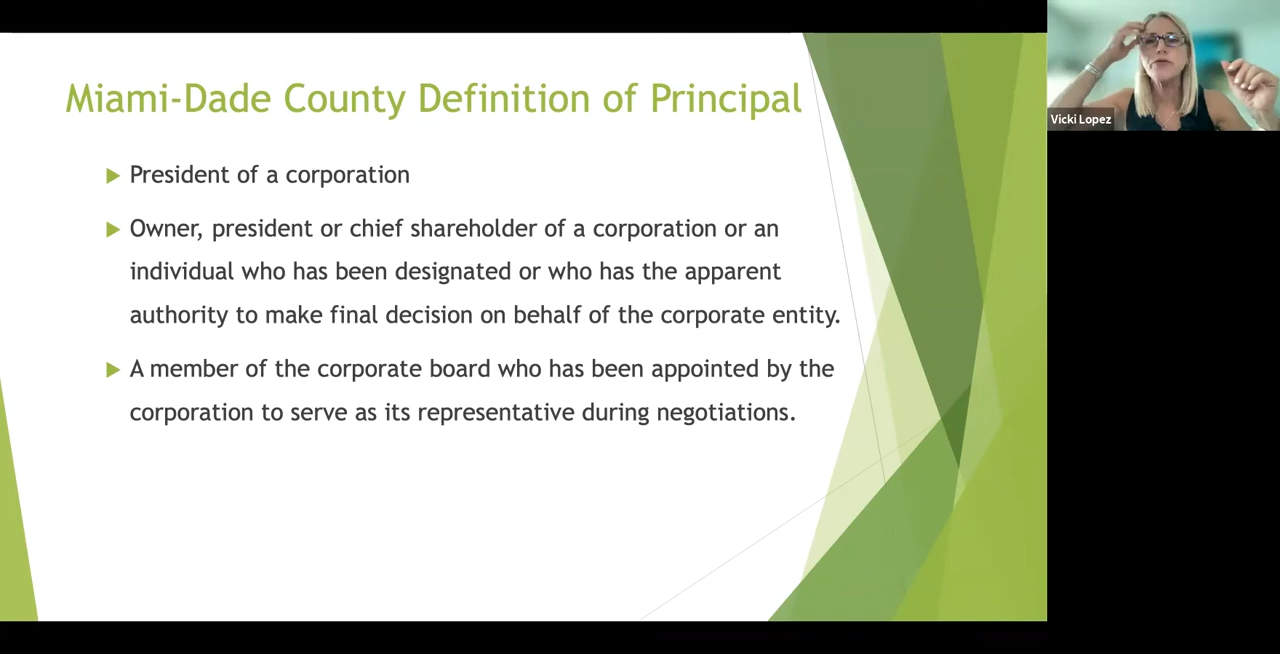 Miami-Dade County Definition of Principal
President of a corporation
Owner, president or chief shareholder of a corporation or an
individual who has been designated or who has the apparent
authority to make final decision on behalf of the corporate entity.
A member of the corporate board who has been appointed by the
corporation to serve as its representative during negotiations.
Vicki Lopez